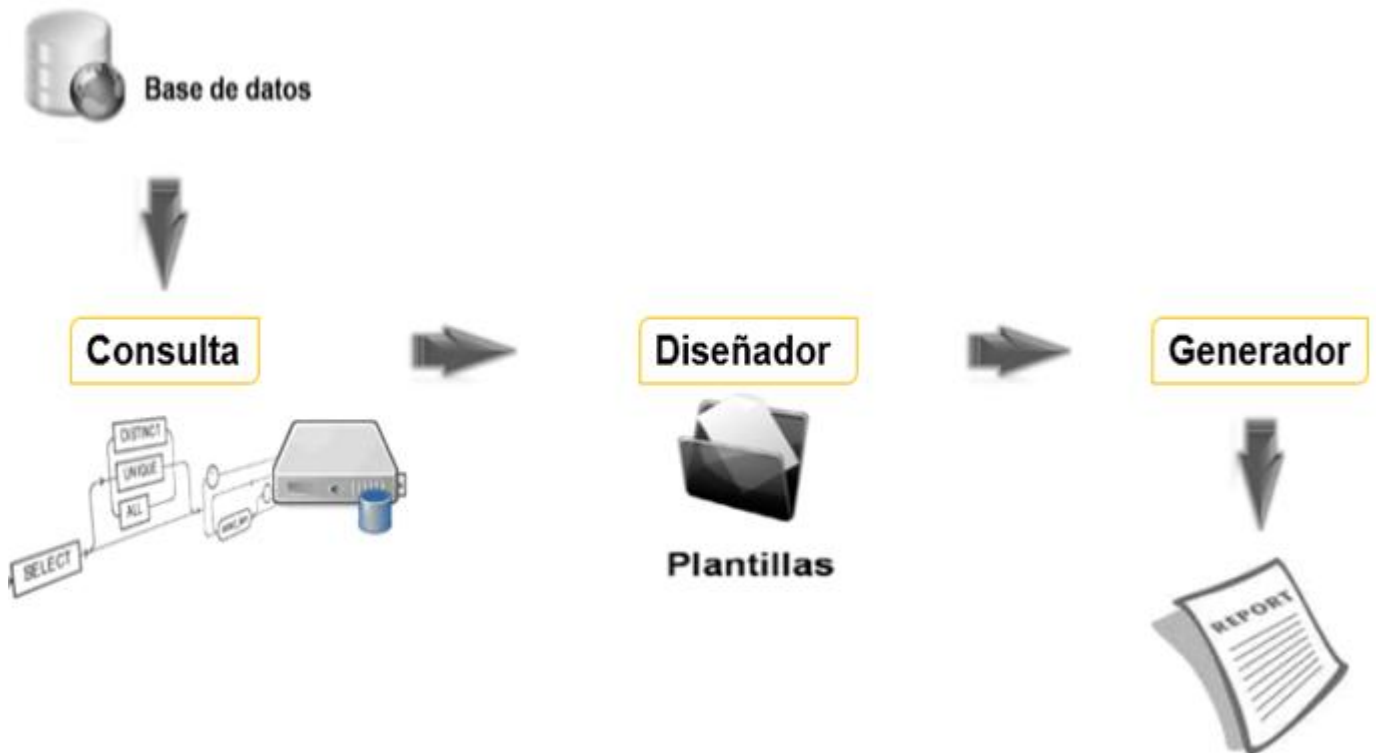 Base de datos
Consulta
Diseñador
Generador
DISTINCT
UNIQUE
ALL
SELECT
Plantillas
REPORT